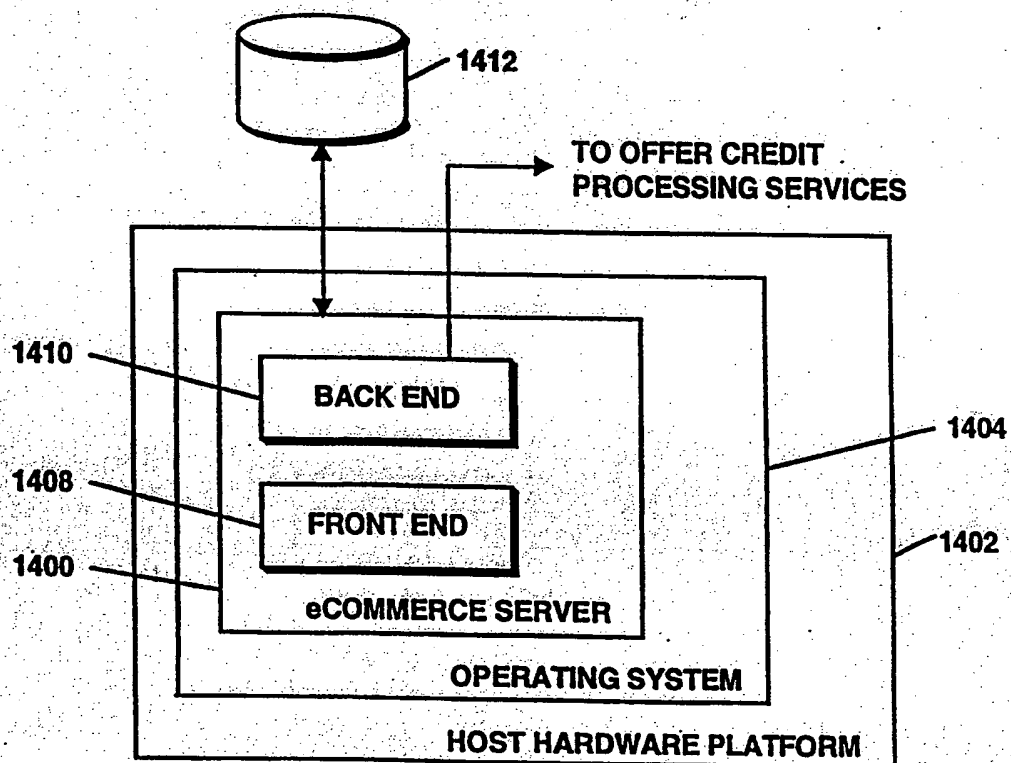 1412
TO OFFER CREDIT
PROCESSING SERVICES
1410
BACK END
1404
1408
FRONT END
1402
1400
eCOMMERCE SERVER
OPERATING SYSTEM
HOST HARDWARE PLATFORM